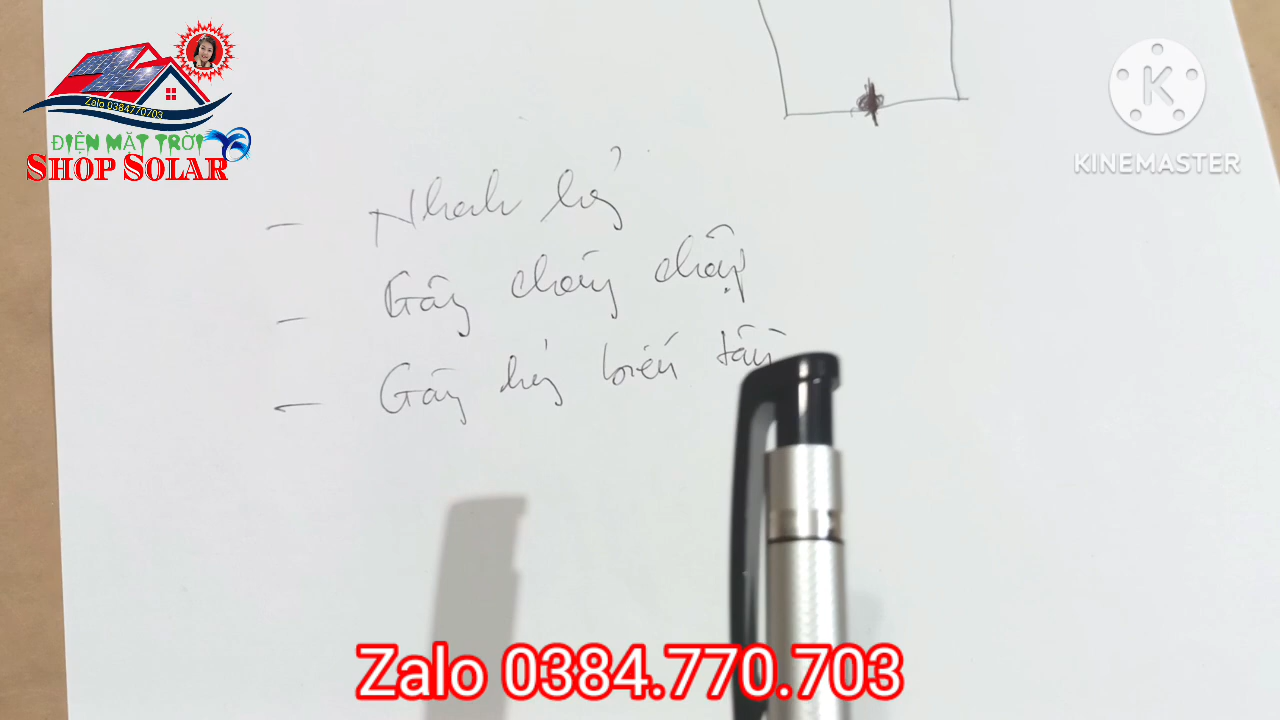 Zalo 0384770703
ĐIỆN MẶT TRỜI
SHOP SOLAR
K
KINEMASTER
- Nhanh hỏng
- Gây cháy chập
- Gây hỏng biến tần
Zalo 0384.770.703